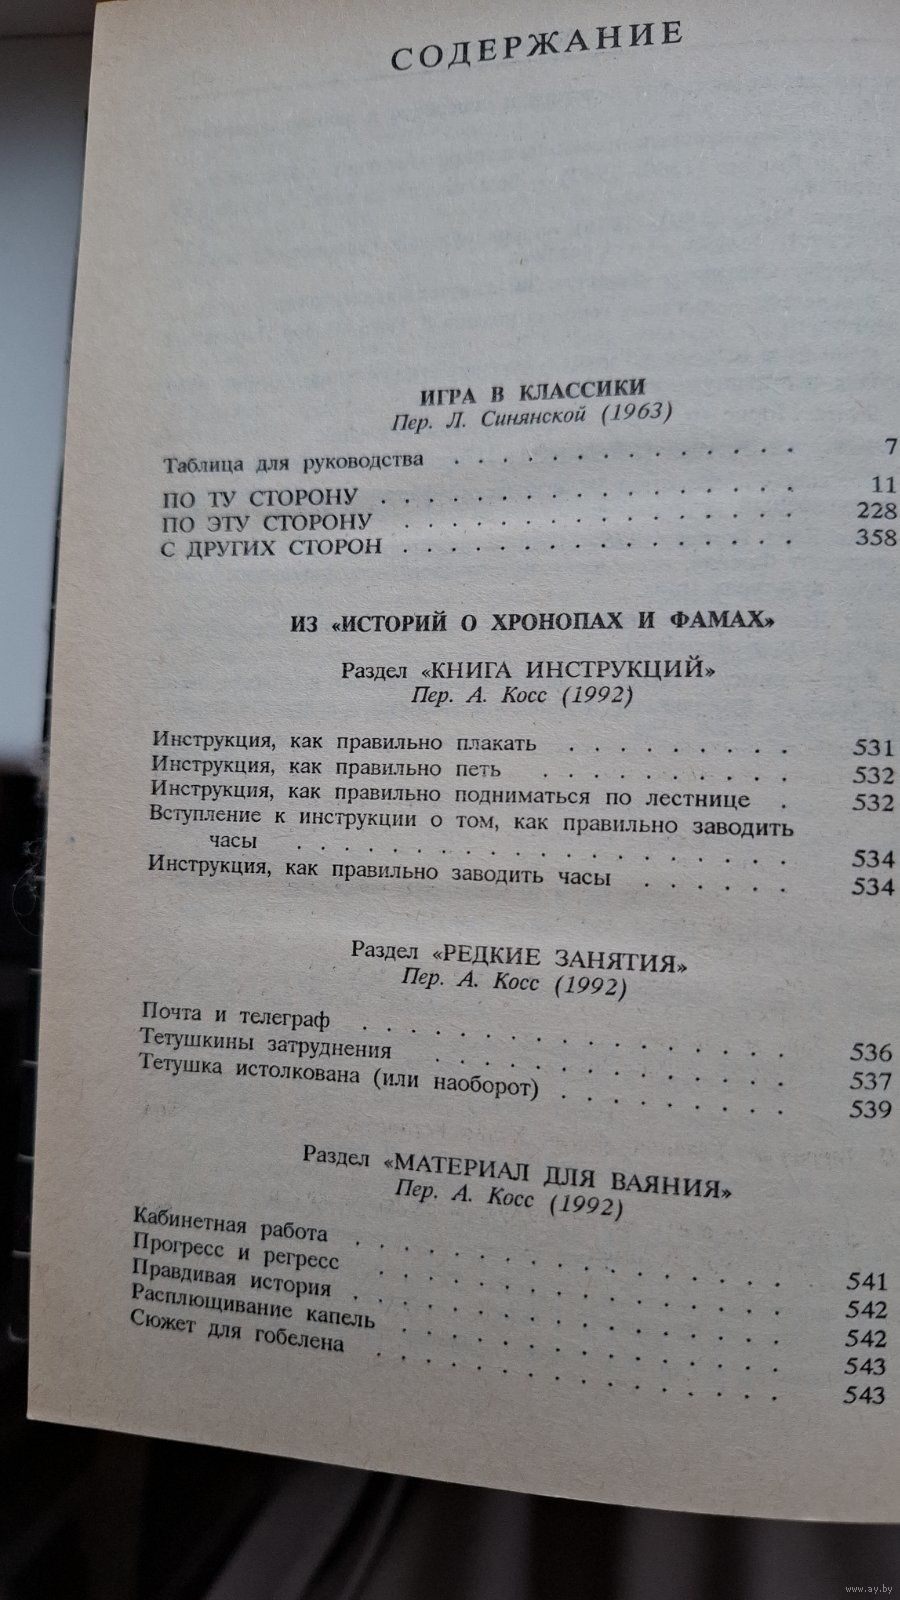 СОДЕРЖАНИЕ
ИГРА В КЛАССИКИ
Пер. Л. Синянской (1963)
Таблица для руководства . . . . . . . . . . . . . . 7
ПО ТУ СТОРОНУ . . . . . . . . . . . . . . . . 11
ПО ЭТУ СТОРОНУ . . . . . . . . . . . . . . . 228
С ДРУГИХ СТОРОН . . . . . . . . . . . . . . . 358
ИЗ «ИСТОРИЙ О ХРОНОПАХ И ФАМАХ»
Раздел «КНИГА ИНСТРУКЦИЙ»
Пер. А. Косс (1992)
Инструкция, как правильно плакать . . . . . . . . . 531
Инструкция, как правильно петь . . . . . . . . . . 532
Инструкция, как правильно подниматься по лестнице . 532
Вступление к инструкции о том, как правильно заводить
часы . . . . . . . . . . . . . . . . 534
Инструкция, как правильно заводить часы . . . . . . 534
Раздел «РЕДКИЕ ЗАНЯТИЯ»
Пер. А. Косс (1992)
Почта и телеграф . . . . . . . . . . . . . . 536
Тетушкины затруднения . . . . . . . . . . . . 537
Тетушка истолкована (или наоборот) . . . . . . . . 539
Раздел «МАТЕРИАЛ ДЛЯ ВАЯНИЯ»
Пер. А. Косс (1992)
Кабинетная работа . . . . . . . . . . . . . . 541
Прогресс и регресс . . . . . . . . . . . . . 542
Правдивая история . . . . . . . . . . . . . . 542
Расплющивание капель . . . . . . . . . . . . 543
Сюжет для гобелена . . . . . . . . . . . . . 543
www.ay.by